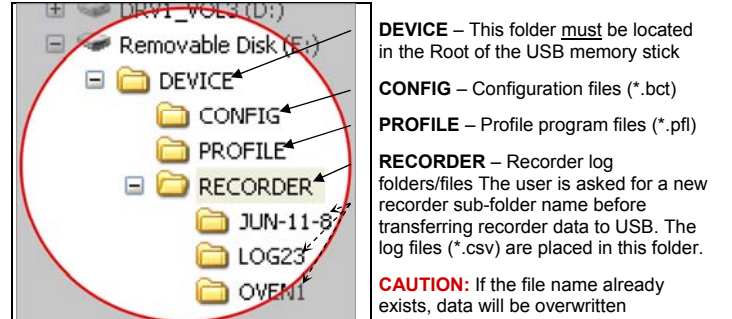 DRV1_VOL3 (D:)
Removable Disk (E:)
DEVICE
CONFIG
PROFILE
RECORDER
JUN-11-8
LOG23
OVEN1
DEVICE – This folder must be located
in the Root of the USB memory stick
CONFIG – Configuration files (*.bct)
PROFILE – Profile program files (*.pfl)
RECORDER – Recorder log
folders/files The user is asked for a new
recorder sub-folder name before
transferring recorder data to USB. The
log files (*.csv) are placed in this folder.
CAUTION: If the file name already
exists, data will be overwritten